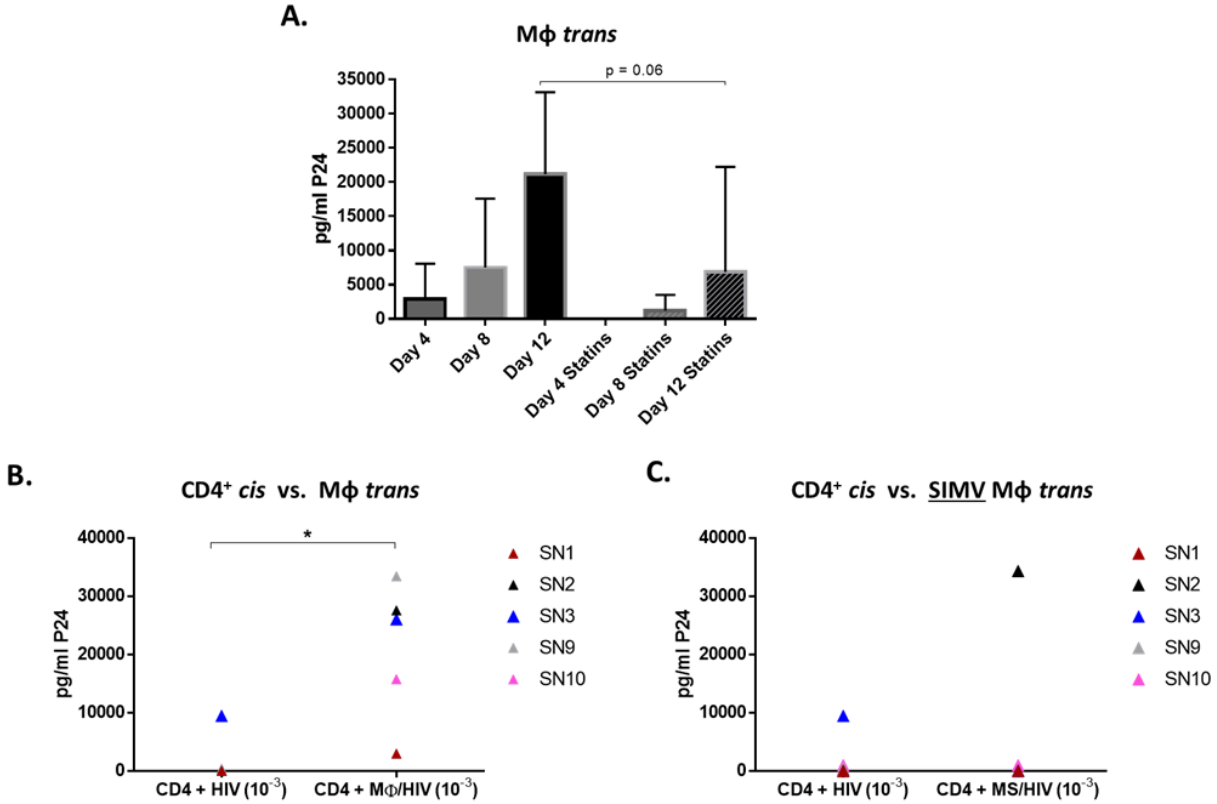 A.
Mф trans
p = 0.06
35000
30000
25000
20000
15000
10000
5000
0
pg/ml P24
Day 4
Day 8
Day 12
Day 4 Statins
Day 8 Statins
Day 12 Statins
B.
CD4⁺ cis vs. Mф trans
*
40000
30000
20000
10000
0
pg/ml P24
CD4 + HIV (10⁻³)
CD4 + MΦ/HIV (10⁻³)
SN1
SN2
SN3
SN9
SN10
C.
CD4⁺ cis vs. SIMV Mф trans
40000
30000
20000
10000
0
pg/ml P24
CD4 + HIV (10⁻³)
CD4 + MS/HIV (10⁻³)
SN1
SN2
SN3
SN9
SN10